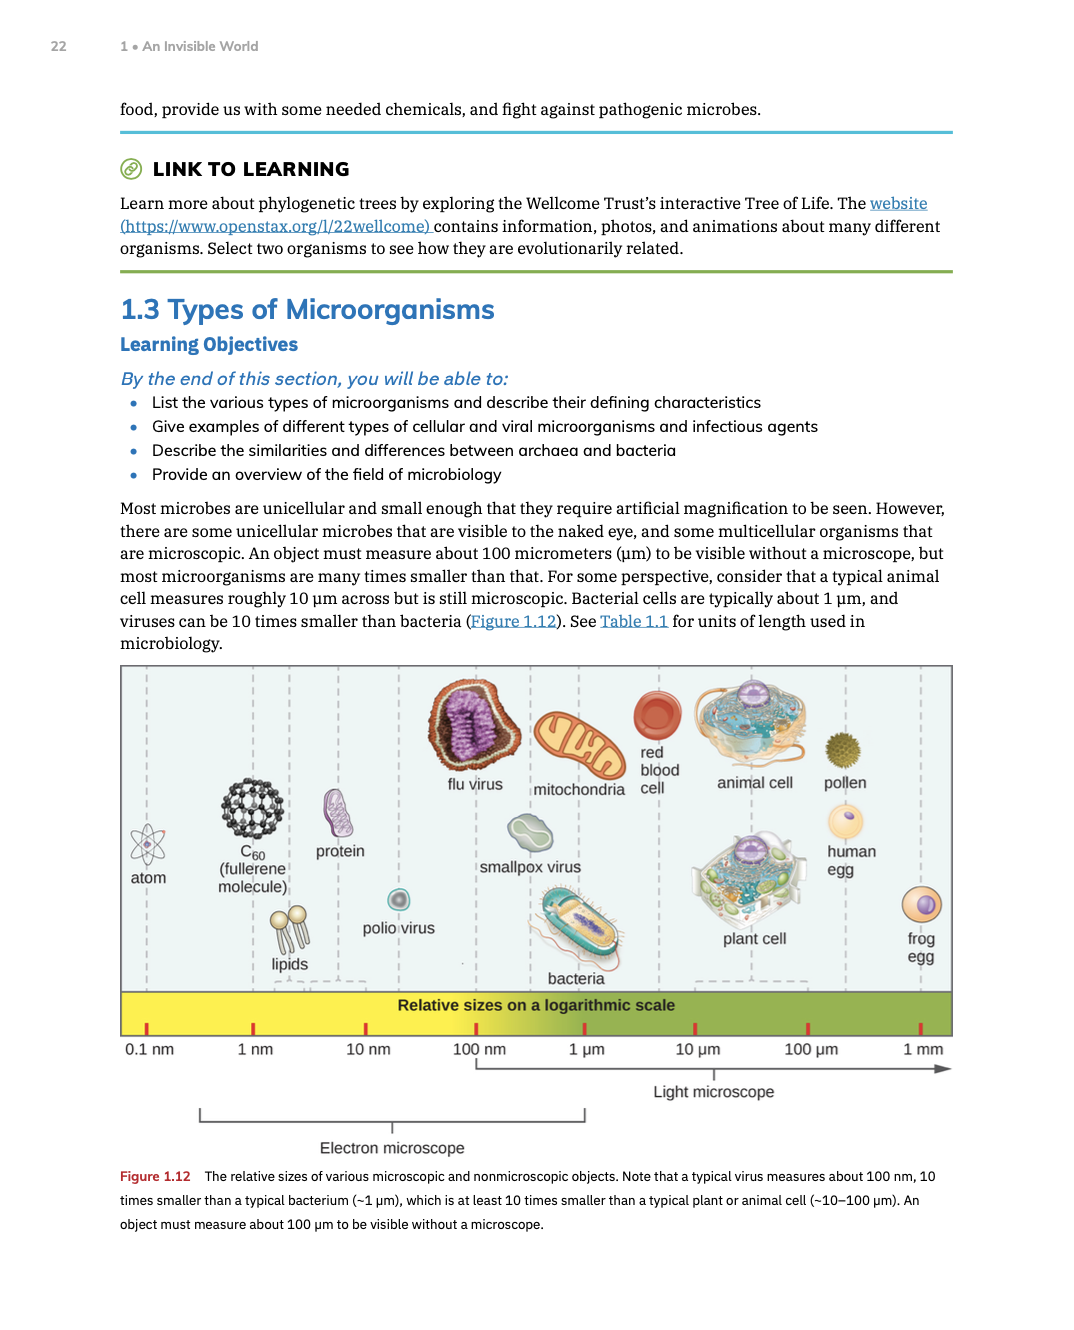 22
1 • An Invisible World
food, provide us with some needed chemicals, and fight against pathogenic microbes.
LINK TO LEARNING
Learn more about phylogenetic trees by exploring the Wellcome Trust’s interactive Tree of Life. The website
(https://www.openstax.org/l/22wellcome) contains information, photos, and animations about many different
organisms. Select two organisms to see how they are evolutionarily related.
1.3 Types of Microorganisms
Learning Objectives
By the end of this section, you will be able to:
• List the various types of microorganisms and describe their defining characteristics
• Give examples of different types of cellular and viral microorganisms and infectious agents
• Describe the similarities and differences between archaea and bacteria
• Provide an overview of the field of microbiology
Most microbes are unicellular and small enough that they require artificial magnification to be seen. However,
there are some unicellular microbes that are visible to the naked eye, and some multicellular organisms that
are microscopic. An object must measure about 100 micrometers (µm) to be visible without a microscope, but
most microorganisms are many times smaller than that. For some perspective, consider that a typical animal
cell measures roughly 10 µm across but is still microscopic. Bacterial cells are typically about 1 µm, and
viruses can be 10 times smaller than bacteria (Figure 1.12). See Table 1.1 for units of length used in
microbiology.
atom
C60
(fullerene
molecule)
lipids
protein
polio virus
flu virus
smallpox virus
mitochondria
bacteria
red
blood
cell
animal cell
plant cell
pollen
human
egg
frog
egg
Relative sizes on a logarithmic scale
0.1 nm
1 nm
10 nm
100 nm
1 µm
10 µm
100 µm
1 mm
Light microscope
Electron microscope
Figure 1.12 The relative sizes of various microscopic and nonmicroscopic objects. Note that a typical virus measures about 100 nm, 10
times smaller than a typical bacterium (~1 µm), which is at least 10 times smaller than a typical plant or animal cell (~10–100 µm). An
object must measure about 100 µm to be visible without a microscope.